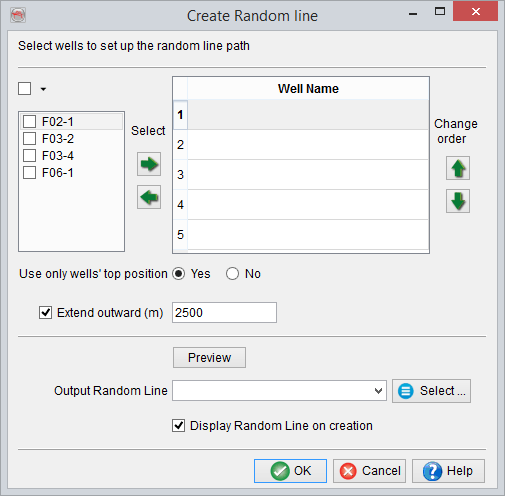 Create Random line
Select wells to set up the random line path
F02-1
F03-2
F03-4
F06-1
Select
Well Name
1
2
3
4
5
Change
order
Use only wells' top position Yes No
Extend outward (m) 2500
Preview
Output Random Line Select ...
Display Random Line on creation
OK Cancel Help